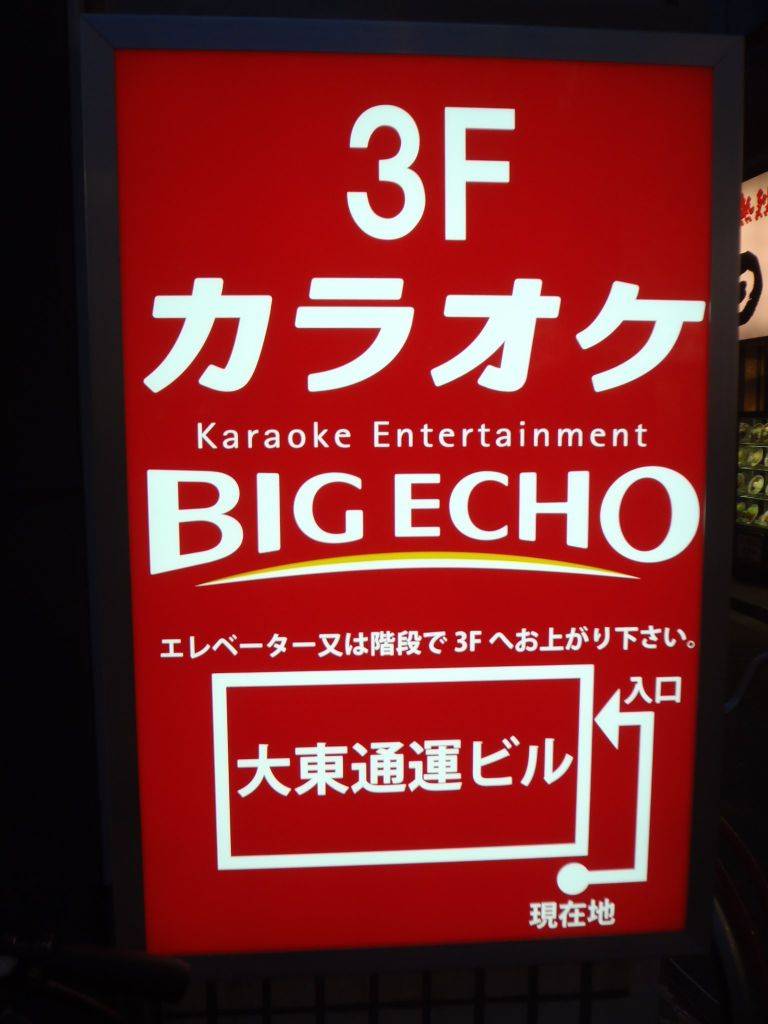 3F
カラオケ
Karaoke Entertainment
BIG ECHO
エレベーター又は階段で 3F へお上がり下さい。
入口
大東通運ビル
現在地